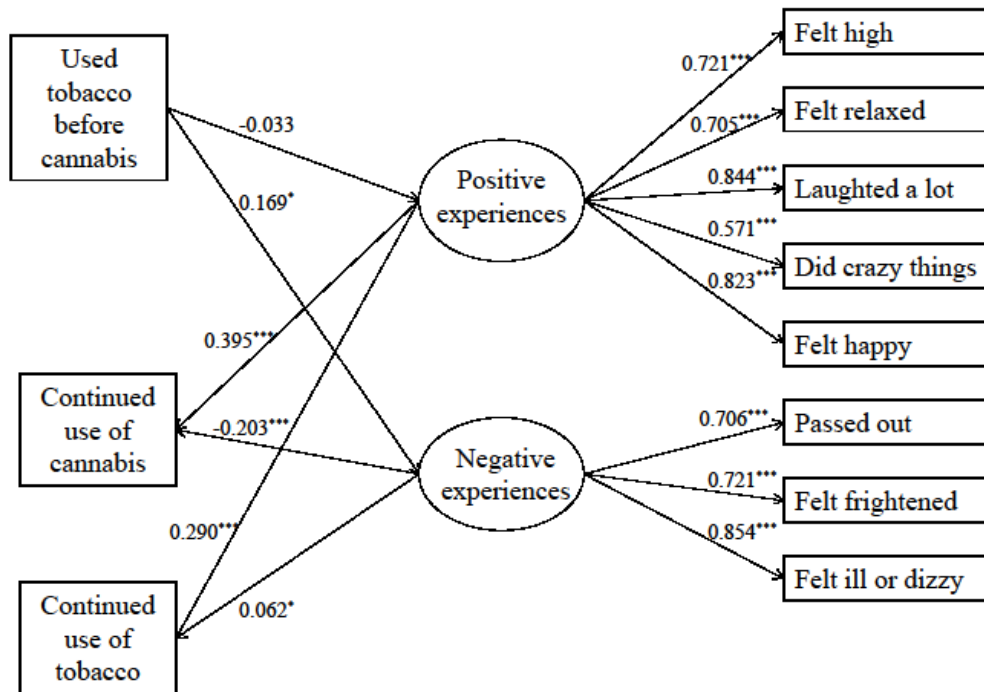 Used
tobacco
before
cannabis
-0.033
0.169*
Positive
experiences
0.721***
Felt high
0.705***
Felt relaxed
0.844***
Laughted a lot
0.571***
Did crazy things
0.823***
Felt happy
0.395***
Continued
use of
cannabis
-0.203***
Negative
experiences
0.706***
Passed out
0.721***
Felt frightened
0.854***
Felt ill or dizzy
0.290***
0.062*
Continued
use of
tobacco